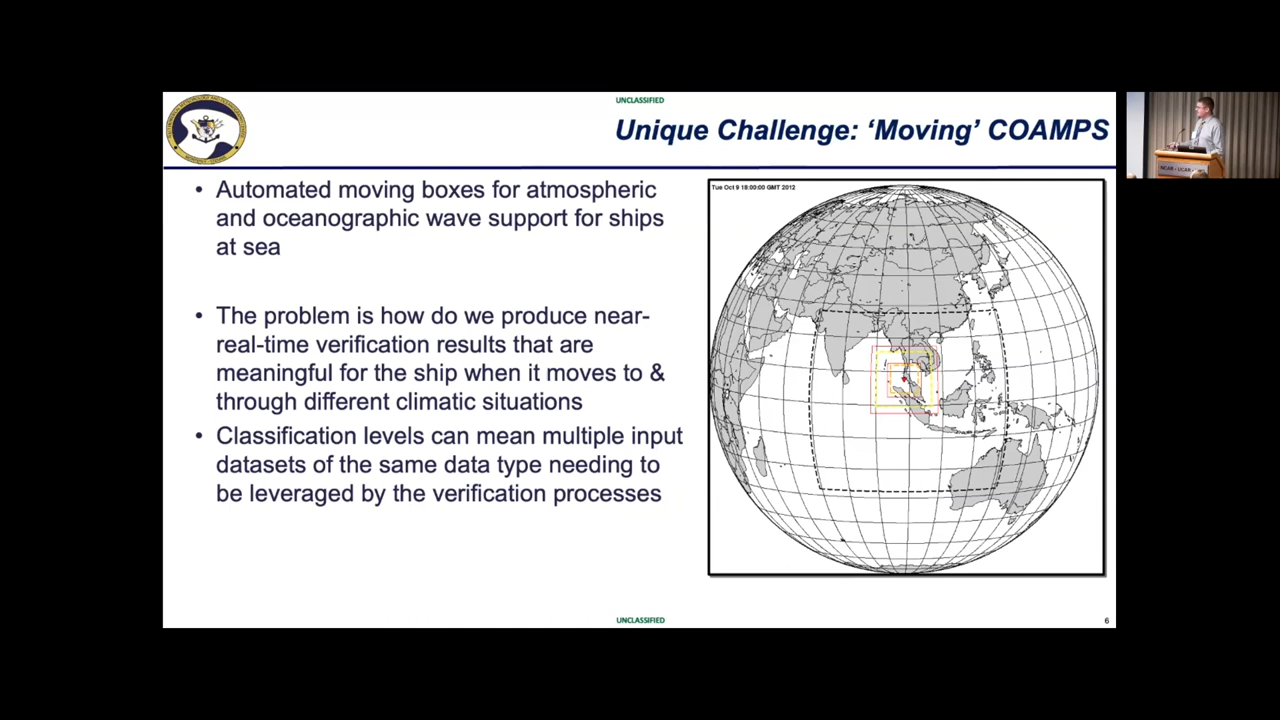 UNCLASSIFIED
Unique Challenge: 'Moving' COAMPS
• Automated moving boxes for atmospheric
and oceanographic wave support for ships
at sea
• The problem is how do we produce near-
real-time verification results that are
meaningful for the ship when it moves to &
through different climatic situations
• Classification levels can mean multiple input
datasets of the same data type needing to
be leveraged by the verification processes
Tue Oct 9 18:00:00 GMT 2012
UNCLASSIFIED
6
NCAR • UCAR